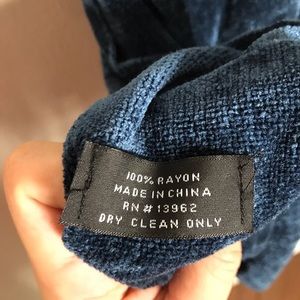 100% RAYON
MADE IN CHINA
RN # 13962
DRY CLEAN ONLY